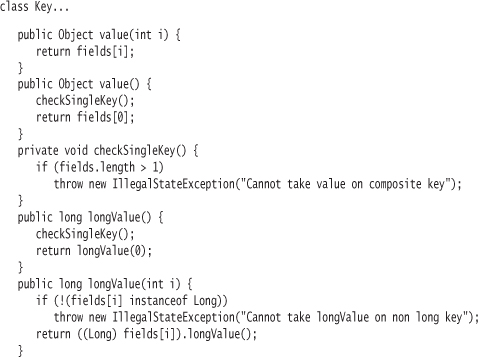 class Key...
public Object value(int i) {
return fields[i];
}
public Object value() {
checkSingleKey();
return fields[0];
}
private void checkSingleKey() {
if (fields.length > 1)
throw new IllegalStateException("Cannot take value on composite key");
}
public long longValue() {
checkSingleKey();
return longValue(0);
}
public long longValue(int i) {
if (!(fields[i] instanceof Long))
throw new IllegalStateException("Cannot take longValue on non long key");
return ((Long) fields[i]).longValue();
}